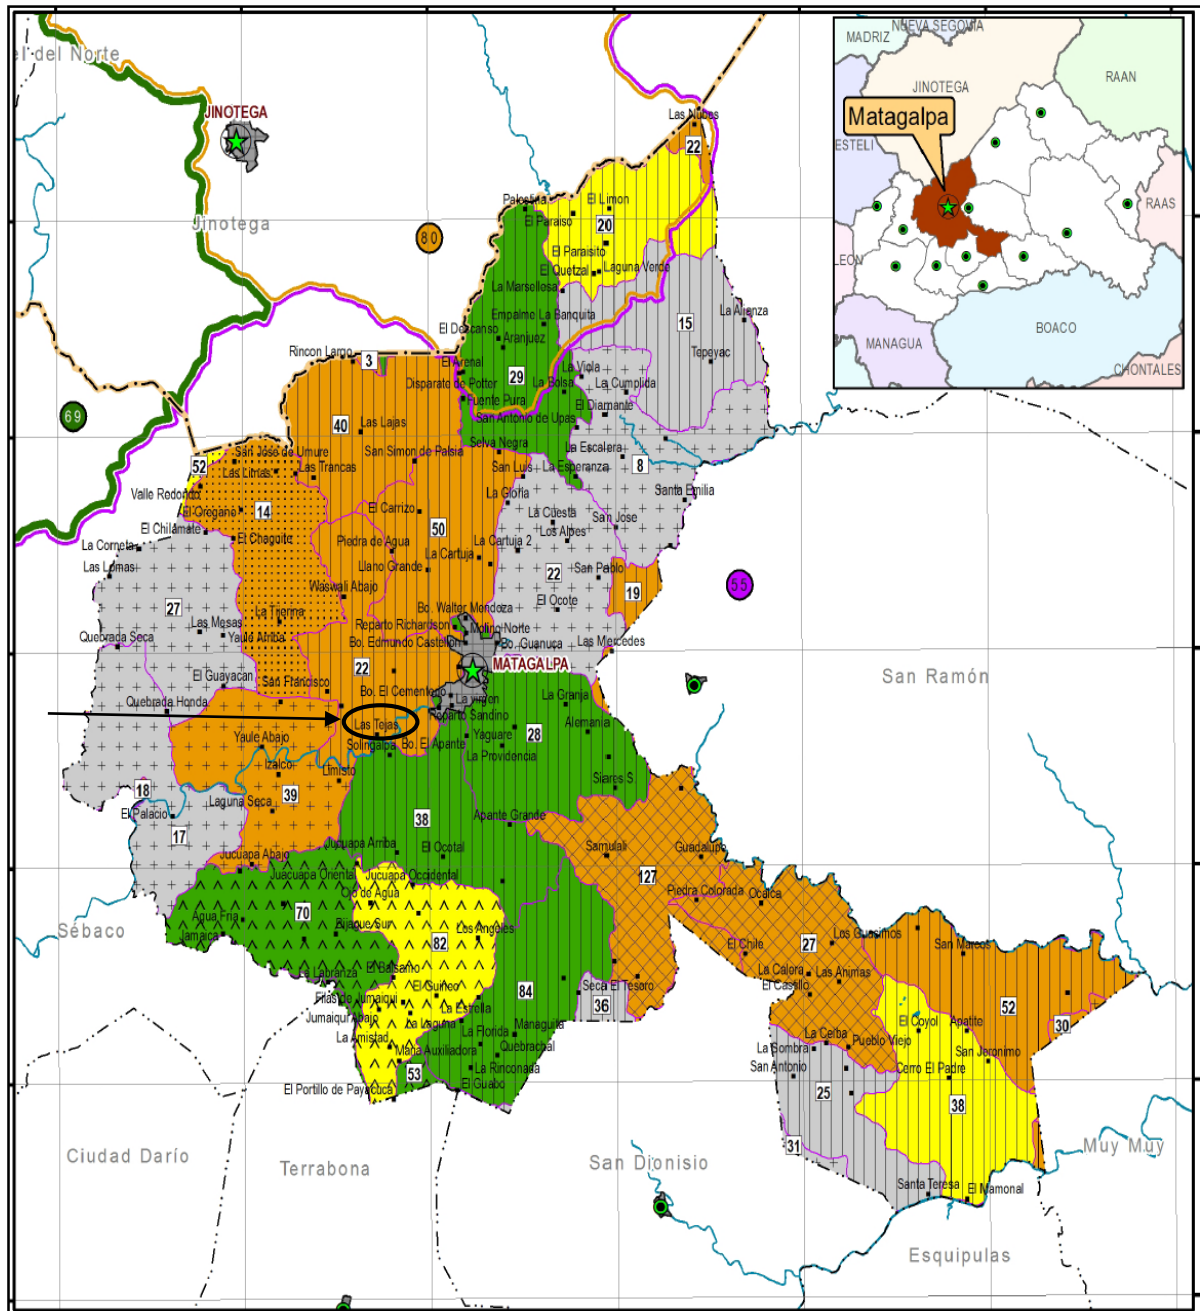 el del Norte
JINOTEGA
Jinotega
80
69
55
MADRIZ
NUEVA SEGOVIA
RAAN
JINOTEGA
Matagalpa
ESTELI
RAAS
LEON
BOACO
MANAGUA
CHONTALES
Las Nubes
22
Palestina
El Limon
El Paraiso
20
El Paraisito
El Quetzal
Laguna Verde
La Marsellesa
La Alianza
Empalme La Banquita
15
El Descanso
Aranjuez
Tepeyac
Rincon Largo
3
El Arenal
La Viola
29
Disparate de Potter
La Bolsa
La Cumplida
Fuente Pura
El Diamante
40
Las Lajas
San Antonio de Upas
Selva Negra
La Escalera
San Jose de Umure
San Simon de Palsia
52
Las Limas
Las Trancas
San Luis
La Esperanza
8
Valle Redondo
La Gloria
Santa Emilia
El Oregano
14
El Carrizo
La Cuesta
San Jose
El Chilamate
50
Los Alpes
El Chaguite
Piedra de Agua
La Cartuja
La Cartuja 2
La Corneta
Llano Grande
22
San Pablo
Las Lomas
Waswali Abajo
19
27
El Ocote
La Trenna
Bo. Walter Mendoza
Las Mesas
Reparto Richardson
Molino Norte
Quebrada Seca
Yaule Arriba
Bo. Edmundo Castellon
Bo. Guanuca
Las Mercedes
22
MATAGALPA
El Guayacan
San Francisco
San Ramón
Bo. El Cementerio
La virgen
La Granja
Quebrada Honda
Reparto Sandino
Las Tejas
Alemania
Yaguare
28
Yaule Abajo
Solingalpa
Bo. El Apante
La Providencia
Izalco
Limisto
Siares S
18
39
Laguna Seca
El Palacio
38
Apante Grande
17
Jucuapa Arriba
El Ocotal
Samulali
Guadalupe
Jucuapa Abajo
Juacuapa Oriental
Jucuapa Occidental
127
Ojo de Agua
Piedra Colorada
Ocalca
70
Agua Fria
Bijague Sur
Los Angeles
Sébaco
Jamaica
82
El Chile
27
Los Guasimos
San Marcos
La Labranza
El Balsamo
La Calora
Las Animas
El Guineo
84
Seca
El Tesoro
El Castillo
Filas de Jumaiqui
La Estrella
36
52
Jumaiqui Abajo
La Laguna
El Coyol
Apatite
30
La Amistad
La Florida
Managuita
La Ceiba
Pueblo Viejo
Maria Auxiliadora
Quebrachal
La Sombra
San Jeronimo
53
La Rinconada
San Antonio
Cerro El Padre
El Portillo de Payacuca
El Guabo
25
38
31
Ciudad Darío
Terrabona
San Dionisio
Muy Muy
Santa Teresa
El Mamonal
Esquipulas